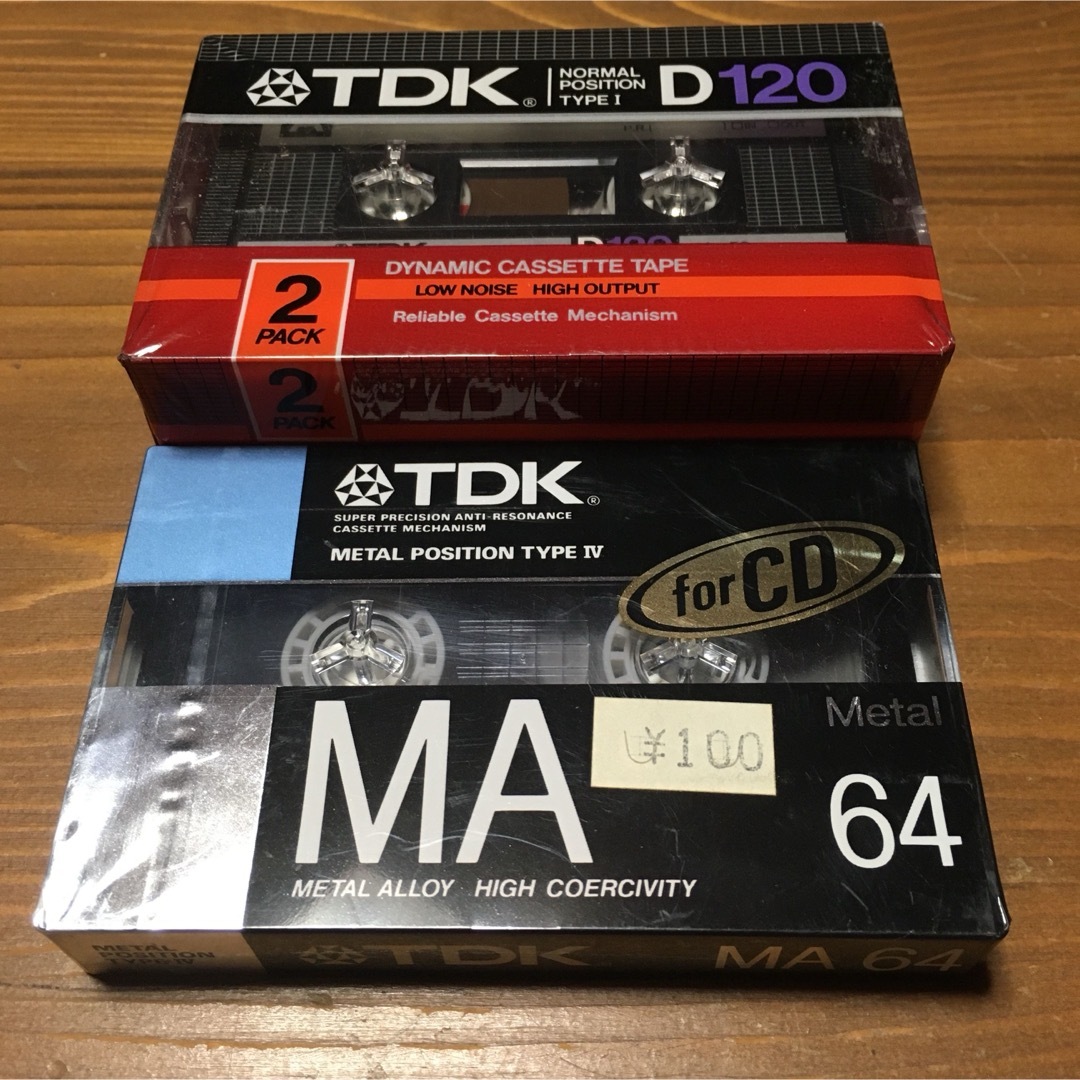 TDK®
NORMAL
POSITION
TYPE I
D120
TDK
D120
DYNAMIC CASSETTE TAPE
2
PACK
LOW NOISE HIGH OUTPUT
Reliable Cassette Mechanism
2
PACK
TDK
TDK®
SUPER PRECISION ANTI-RESONANCE
CASSETTE MECHANISM
METAL POSITION TYPE IV
for CD
Metal
¥100
MA
64
METAL ALLOY HIGH COERCIVITY
METAL
POSITION
TYPE IV
TDK
MA 64